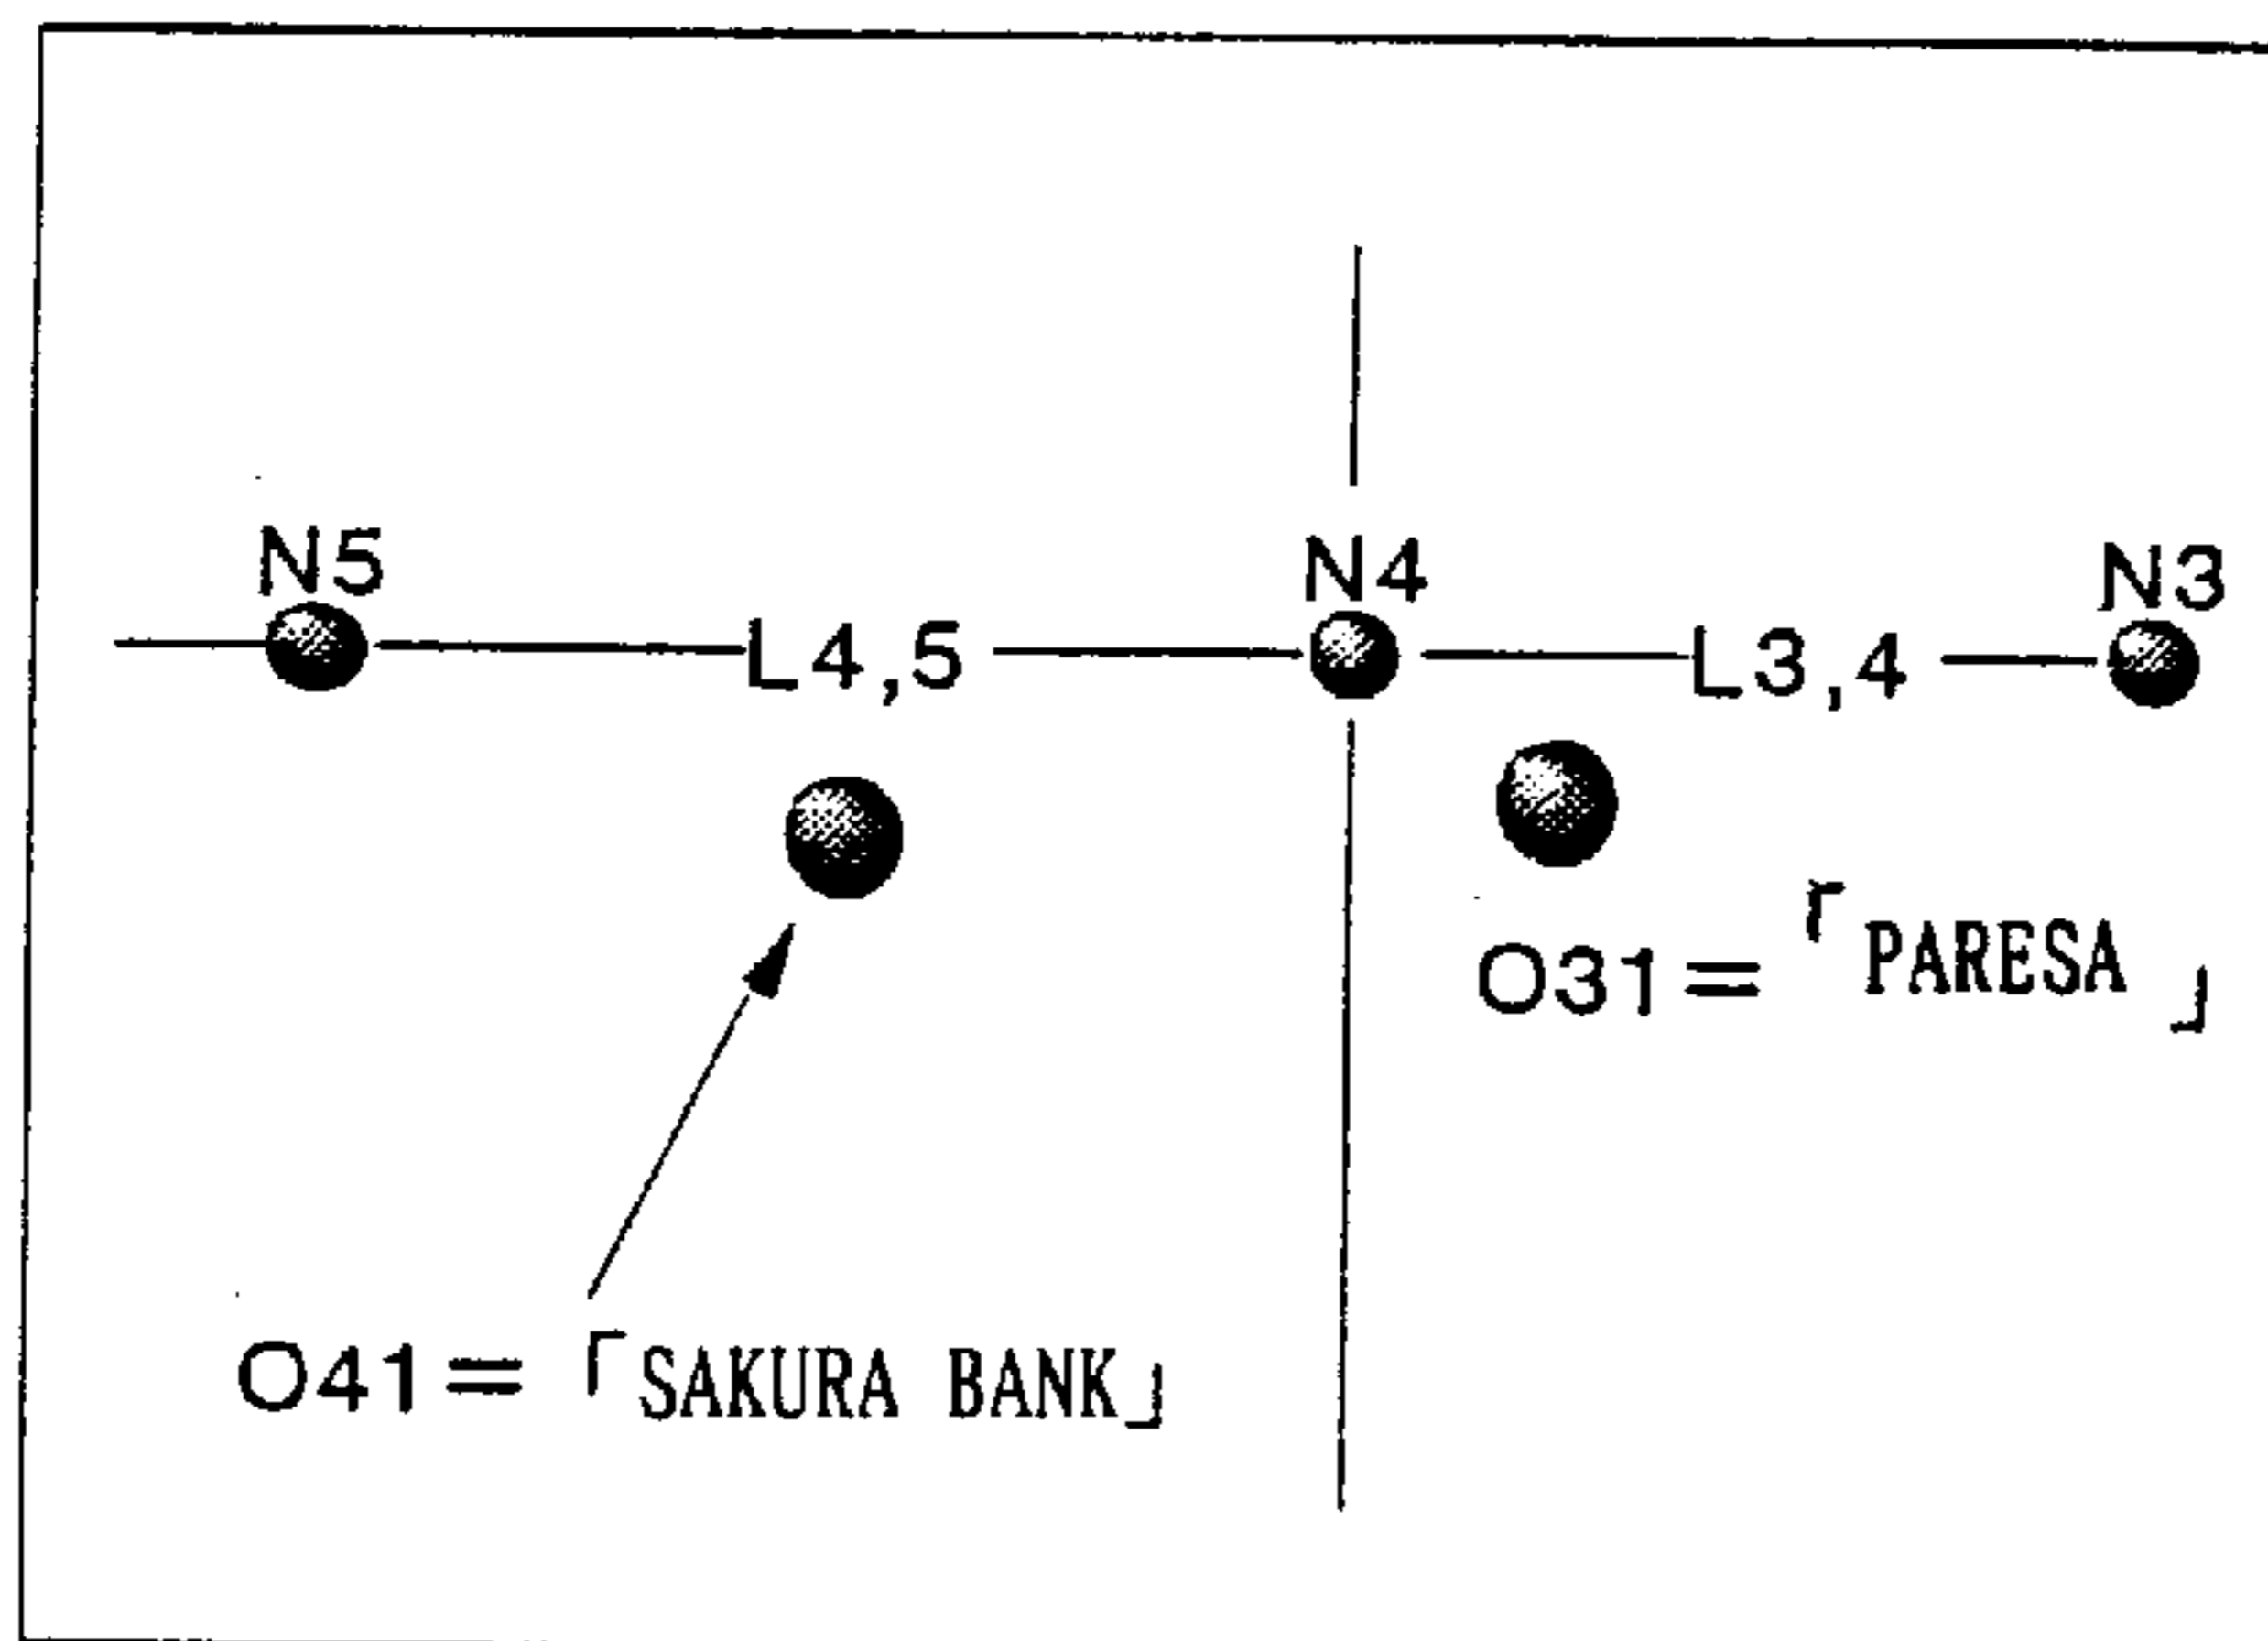 N5 N4 N3
L4,5 L3,4
O31=「PARESA」
O41=「SAKURA BANK」